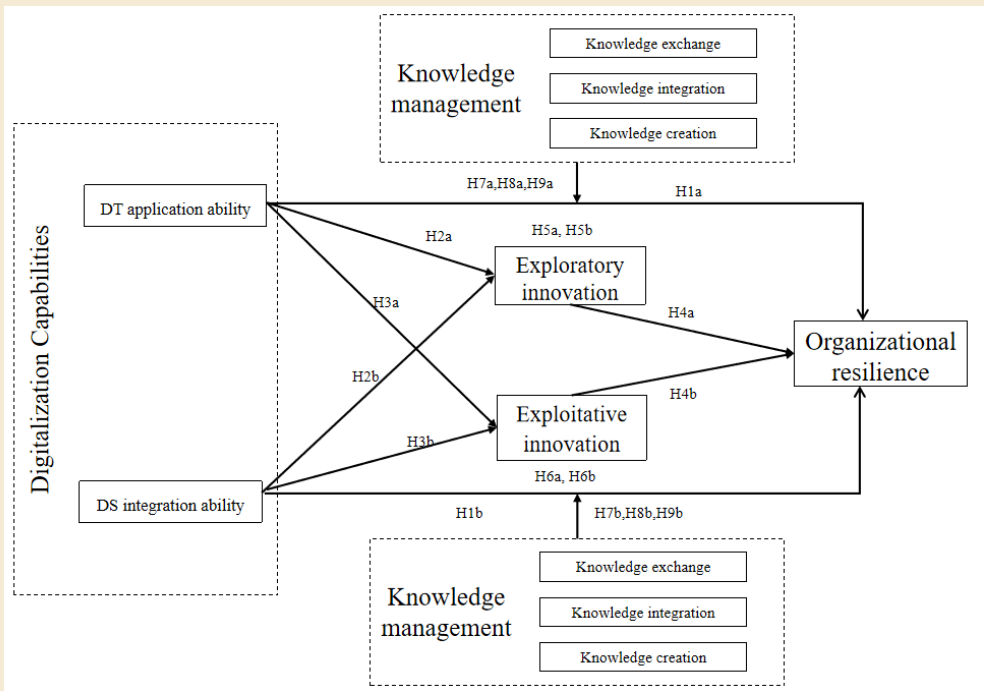 Knowledge
management
Knowledge exchange
Knowledge integration
Knowledge creation
Digitalization Capabilities
DT application ability
H7a,H8a,H9a
H1a
H2a
H5a, H5b
Exploratory
innovation
H3a
H4a
Organizational
resilience
H2b
H4b
Exploitative
innovation
H3b
H6a, H6b
DS integration ability
H1b
H7b,H8b,H9b
Knowledge
management
Knowledge exchange
Knowledge integration
Knowledge creation